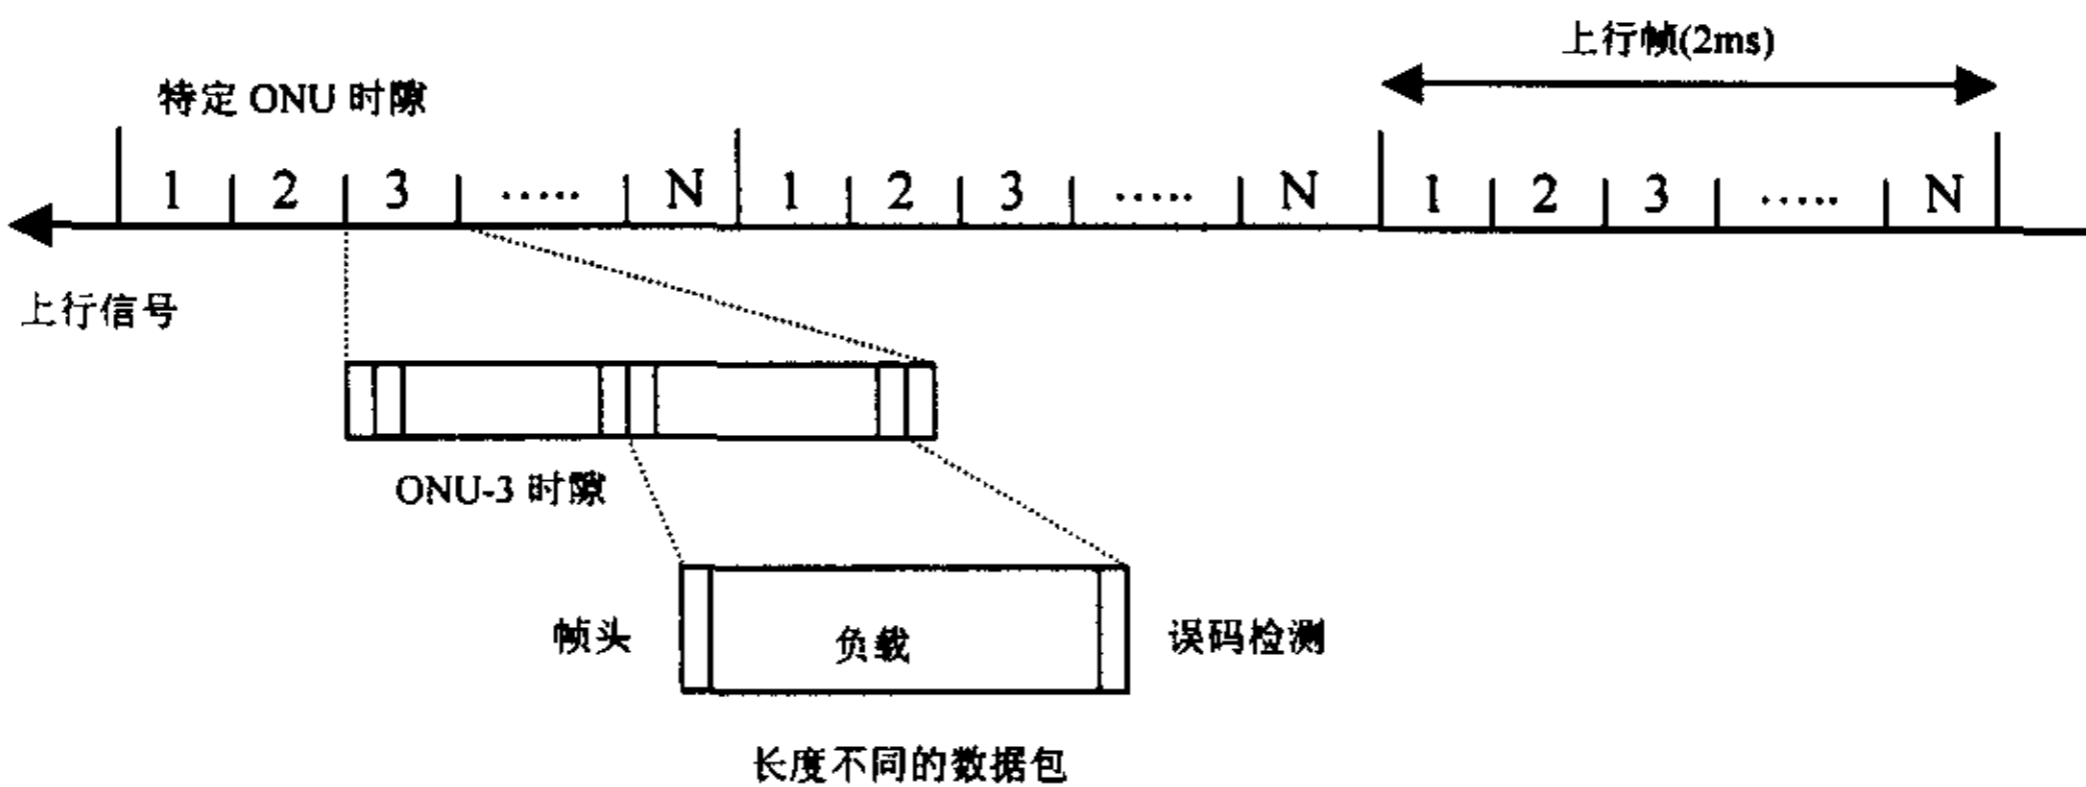 上行帧(2ms)
特定 ONU 时隙
1 2 3 ····· N 1 2 3 ····· N 1 2 3 ····· N
上行信号
ONU-3 时隙
帧头 负载 误码检测
长度不同的数据包